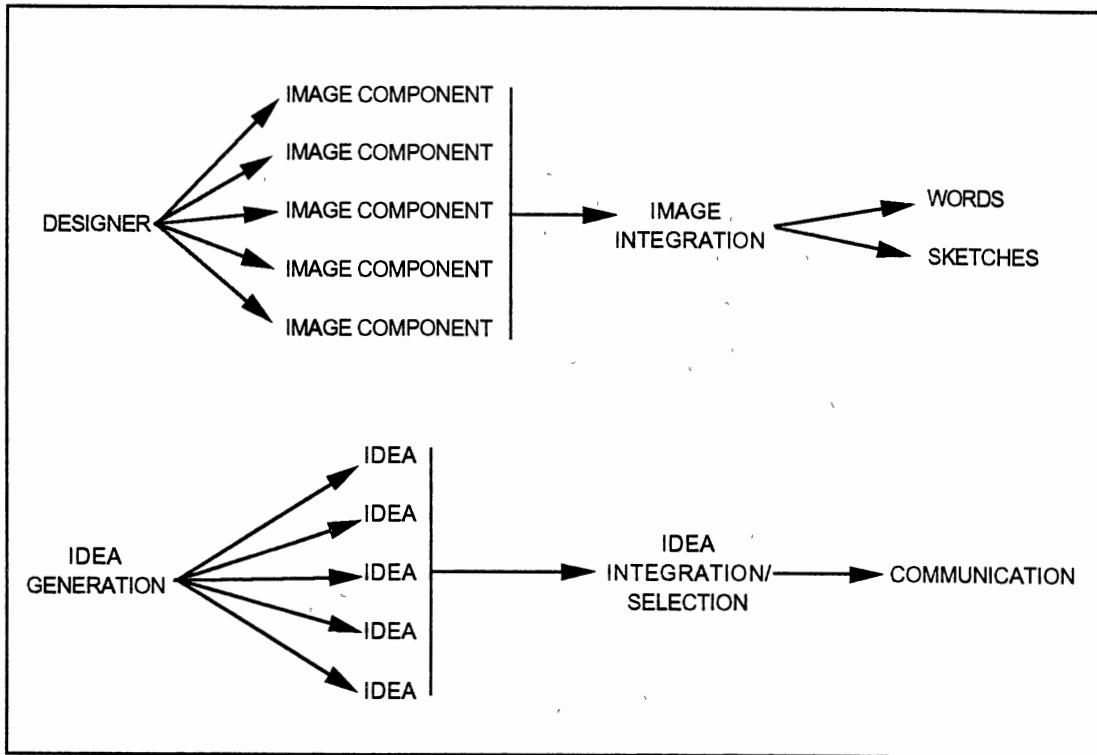 IMAGE COMPONENT
IMAGE COMPONENT
DESIGNER
IMAGE COMPONENT
IMAGE COMPONENT
IMAGE COMPONENT
IMAGE
INTEGRATION
WORDS
SKETCHES
IDEA
GENERATION
IDEA
IDEA
IDEA
IDEA
IDEA
IDEA
INTEGRATION/
SELECTION
COMMUNICATION